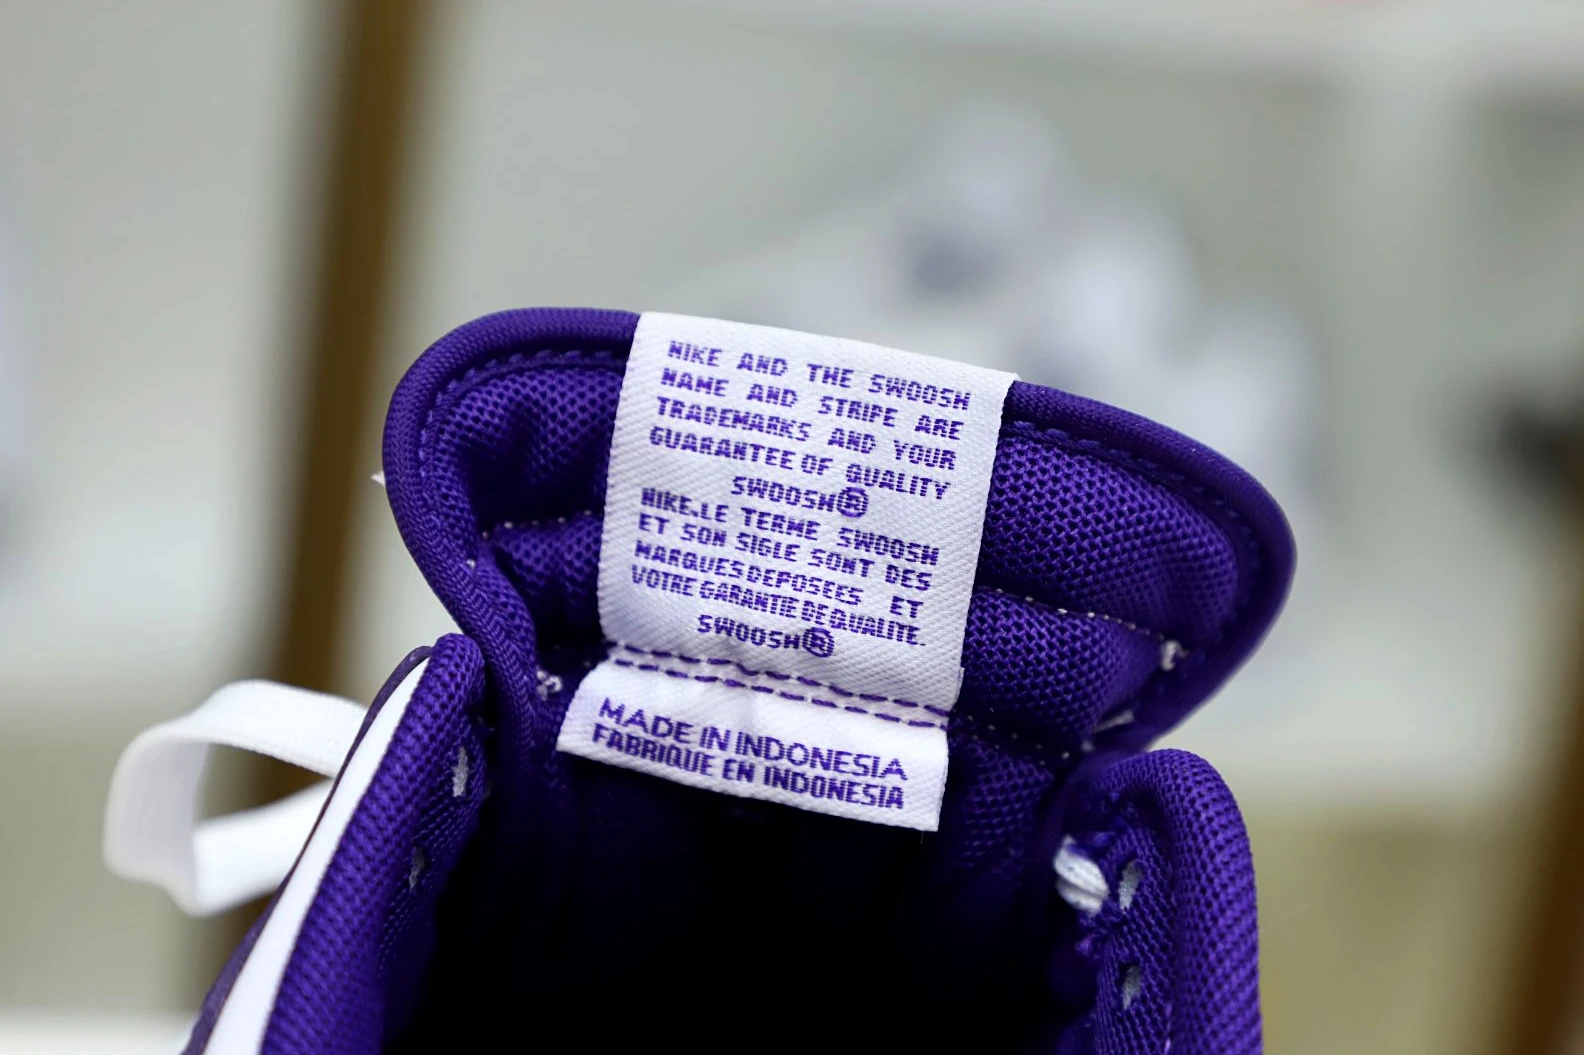 NIKE AND THE SWOOSH
NAME AND STRIPE ARE
TRADEMARKS AND YOUR
GUARANTEE OF QUALITY
SWOOSH®
NIKE.LE TERME SWOOSH
ET SON SIGLE SONT DES
MARQUES DEPOSEES ET
VOTRE GARANTIE DE QUALITE.
SWOOSH®
MADE IN INDONESIA
FABRIQUE EN INDONESIA